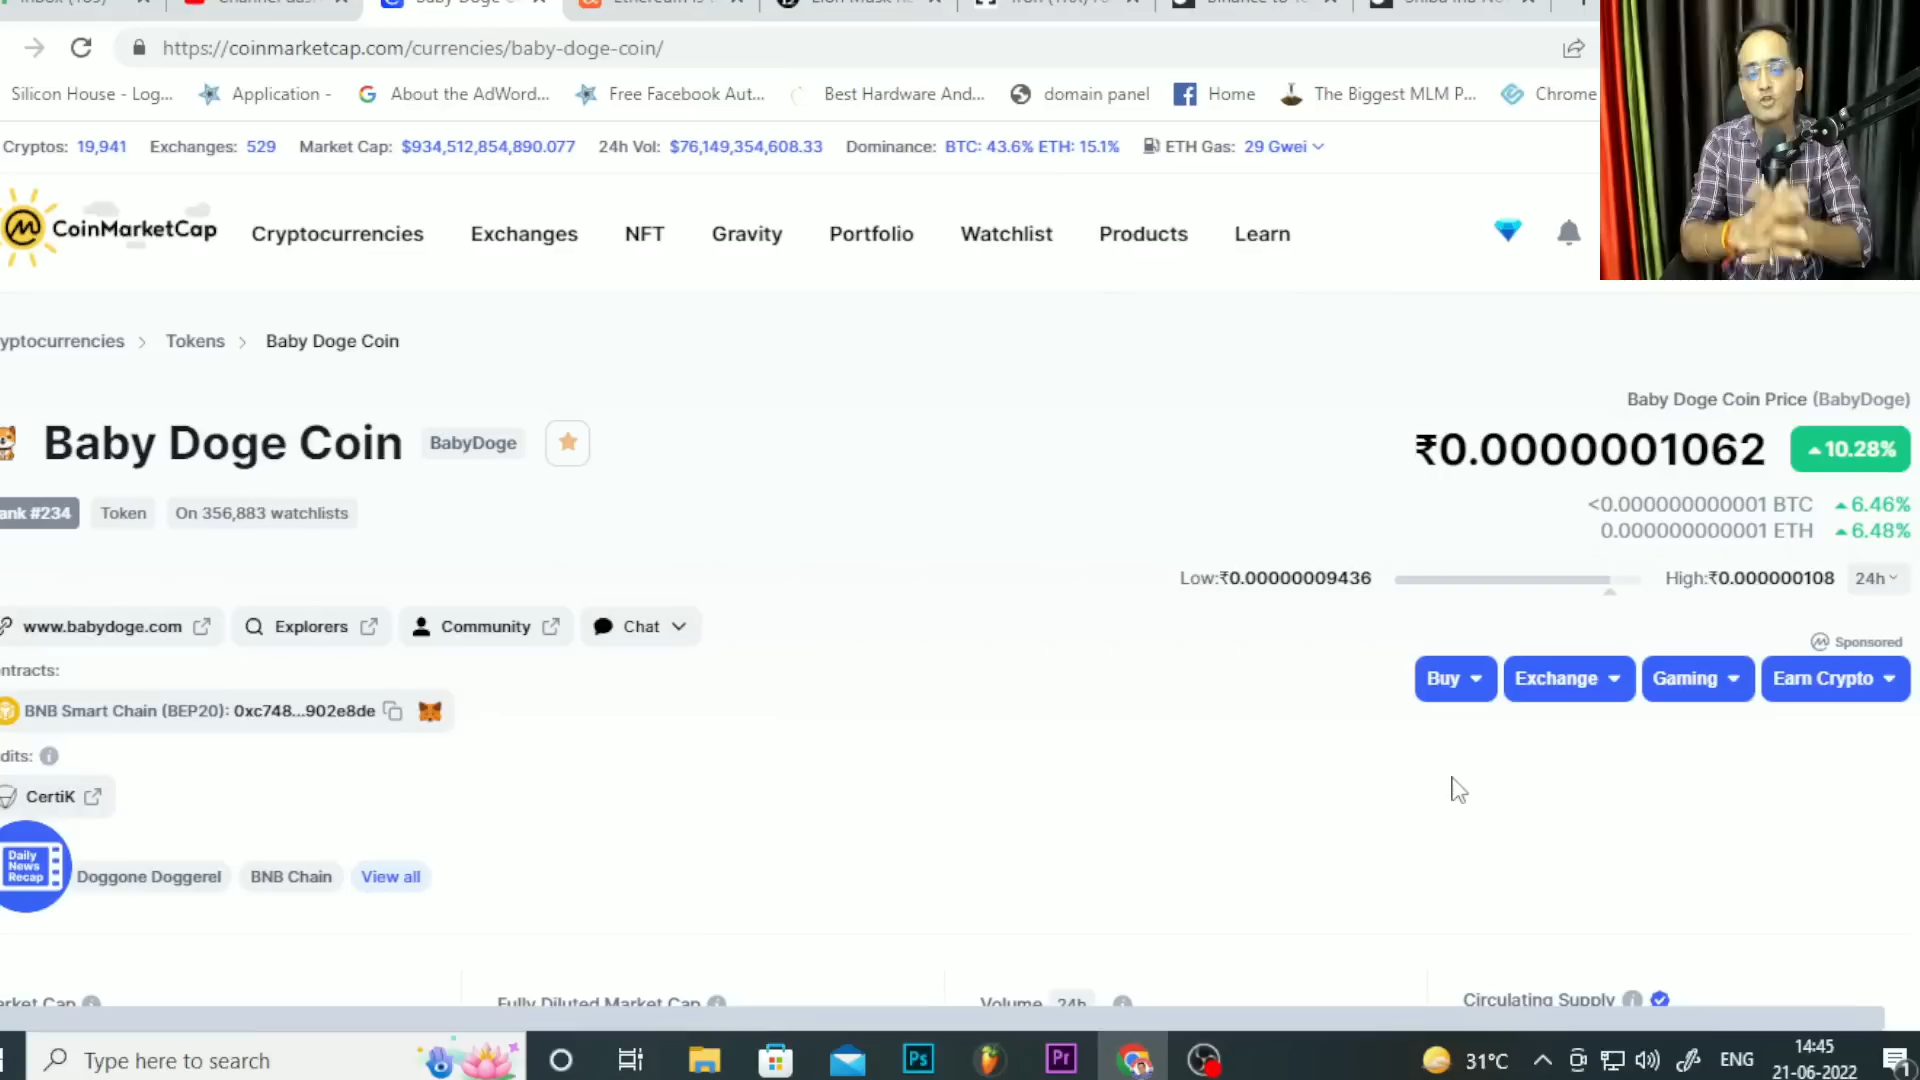 https://coinmarketcap.com/currencies/baby-doge-coin/
Silicon House - Log... Application - About the AdWord... Free Facebook Aut... Best Hardware And... domain panel Home The Biggest MLM P... Chrome
Cryptos: 19,941 Exchanges: 529 Market Cap: $934,512,854,890.077 24h Vol: $76,149,354,608.33 Dominance: BTC: 43.6% ETH: 15.1% ETH Gas: 29 Gwei
CoinMarketCap Cryptocurrencies Exchanges NFT Gravity Portfolio Watchlist Products Learn
yptocurrencies > Tokens > Baby Doge Coin
Baby Doge Coin Price (BabyDoge)
Baby Doge Coin BabyDoge
₹0.0000001062 10.28%
ank #234 Token On 356,883 watchlists
<0.000000000001 BTC 6.46%
0.000000000001 ETH 6.48%
Low:₹0.00000009436 High:₹0.000000108 24h
www.babydoge.com Explorers Community Chat
Sponsored
ntracts:
Buy Exchange Gaming Earn Crypto
BNB Smart Chain (BEP20): 0xc748...902e8de
dits:
CertiK
Daily
News
Recap
Doggone Doggerel BNB Chain View all
arket Cap Fully Diluted Market Cap Volume 24h Circulating Supply
Type here to search
Ps Pr
31°C ENG
14:45
21-06-2022
1